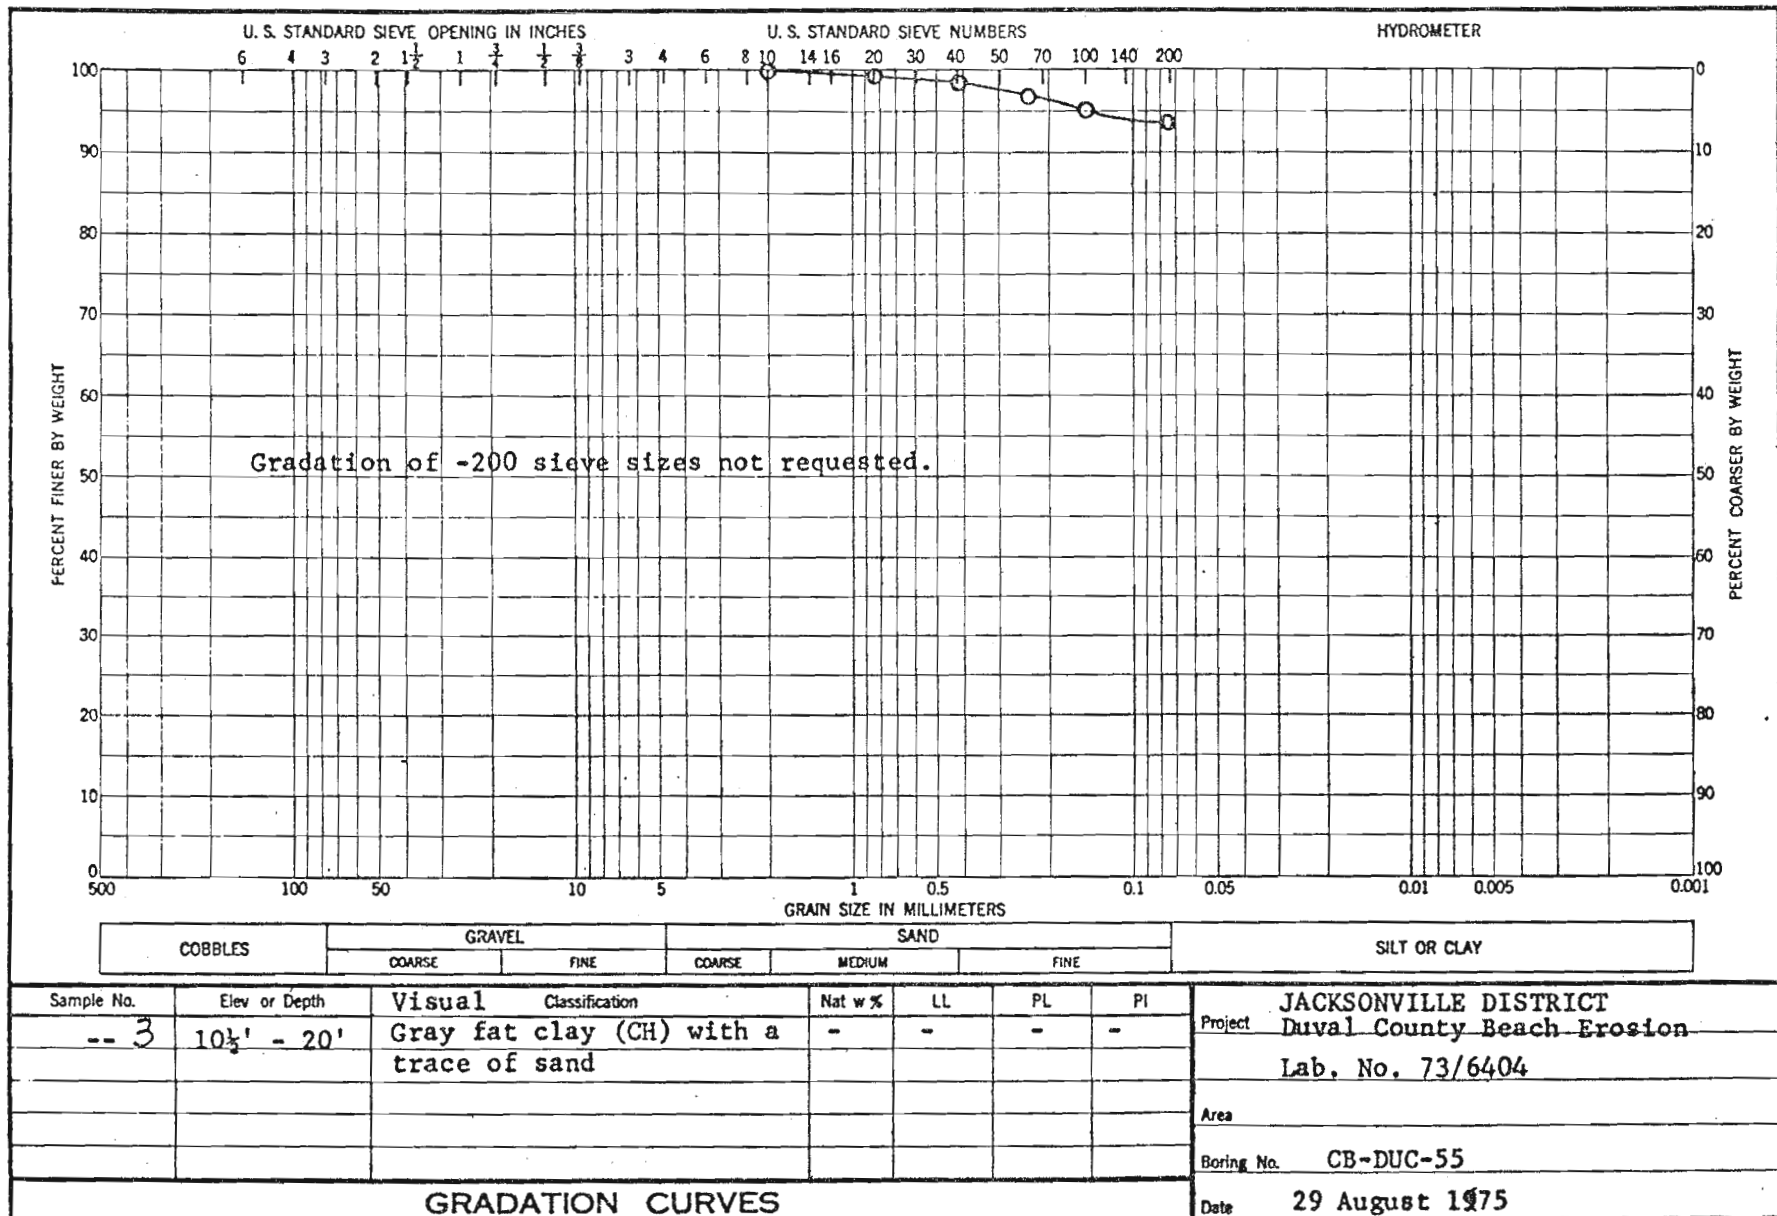 U. S. STANDARD SIEVE OPENING IN INCHES U. S. STANDARD SIEVE NUMBERS HYDROMETER
6 4 3 2 1½ 1 ¾ ½ ⅜ 3 4 6 8 10 14 16 20 30 40 50 70 100 140 200
100 0
90 10
80 20
70 30
60 40
50 50
40 60
30 70
20 80
10 90
0 100
PERCENT FINER BY WEIGHT
PERCENT COARSER BY WEIGHT
Gradation of -200 sieve sizes not requested.
500 100 50 10 5 1 0.5 0.1 0.05 0.01 0.005 0.001
GRAIN SIZE IN MILLIMETERS
COBBLES GRAVEL SAND SILT OR CLAY
COARSE FINE COARSE MEDIUM FINE
Sample No. Elev or Depth Visual Classification Nat w % LL PL PI
-- 3 10½' - 20' Gray fat clay (CH) with a - - - -
trace of sand
JACKSONVILLE DISTRICT
Project Duval County Beach Erosion
Lab. No. 73/6404
Area
Boring No. CB-DUC-55
GRADATION CURVES
Date 29 August 1975